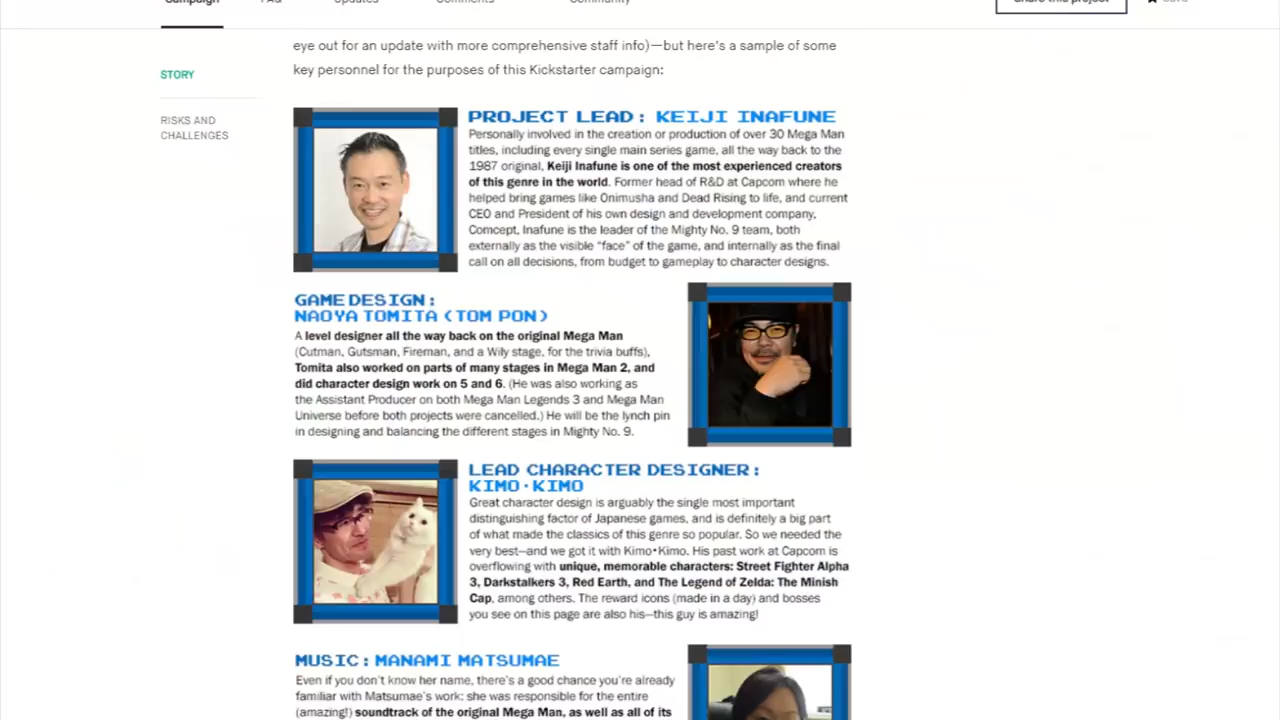 Campaign FAQ Updates Comments Community Share this project Save
eye out for an update with more comprehensive staff info)—but here's a sample of some
key personnel for the purposes of this Kickstarter campaign:
STORY
RISKS AND
CHALLENGES
PROJECT LEAD: KEIJI INAFUNE
Personally involved in the creation or production of over 30 Mega Man
titles, including every single main series game, all the way back to the
1987 original, Keiji Inafune is one of the most experienced creators
of this genre in the world. Former head of R&D at Capcom where he
helped bring games like Onimusha and Dead Rising to life, and current
CEO and President of his own design and development company,
Comcept, Inafune is the leader of the Mighty No. 9 team, both
externally as the visible "face" of the game, and internally as the final
call on all decisions, from budget to gameplay to character designs.
GAME DESIGN:
NAOYA TOMITA (TOM PON)
A level designer all the way back on the original Mega Man
(Cutman, Gutsman, Fireman, and a Wily stage, for the trivia buffs),
Tomita also worked on parts of many stages in Mega Man 2, and
did character design work on 5 and 6. (He was also working as
the Assistant Producer on both Mega Man Legends 3 and Mega Man
Universe before both projects were cancelled.) He will be the lynch pin
in designing and balancing the different stages in Mighty No. 9.
LEAD CHARACTER DESIGNER:
KIMO·KIMO
Great character design is arguably the single most important
distinguishing factor of Japanese games, and is definitely a big part
of what made the classics of this genre so popular. So we needed the
very best—and we got it with Kimo•Kimo. His past work at Capcom is
overflowing with unique, memorable characters: Street Fighter Alpha
3, Darkstalkers 3, Red Earth, and The Legend of Zelda: The Minish
Cap, among others. The reward icons (made in a day) and bosses
you see on this page are also his—this guy is amazing!
MUSIC: MANAMI MATSUMAE
Even if you don't know her name, there's a good chance you're already
familiar with Matsumae's work: she was responsible for the entire
(amazing!) soundtrack of the original Mega Man, as well as all of its